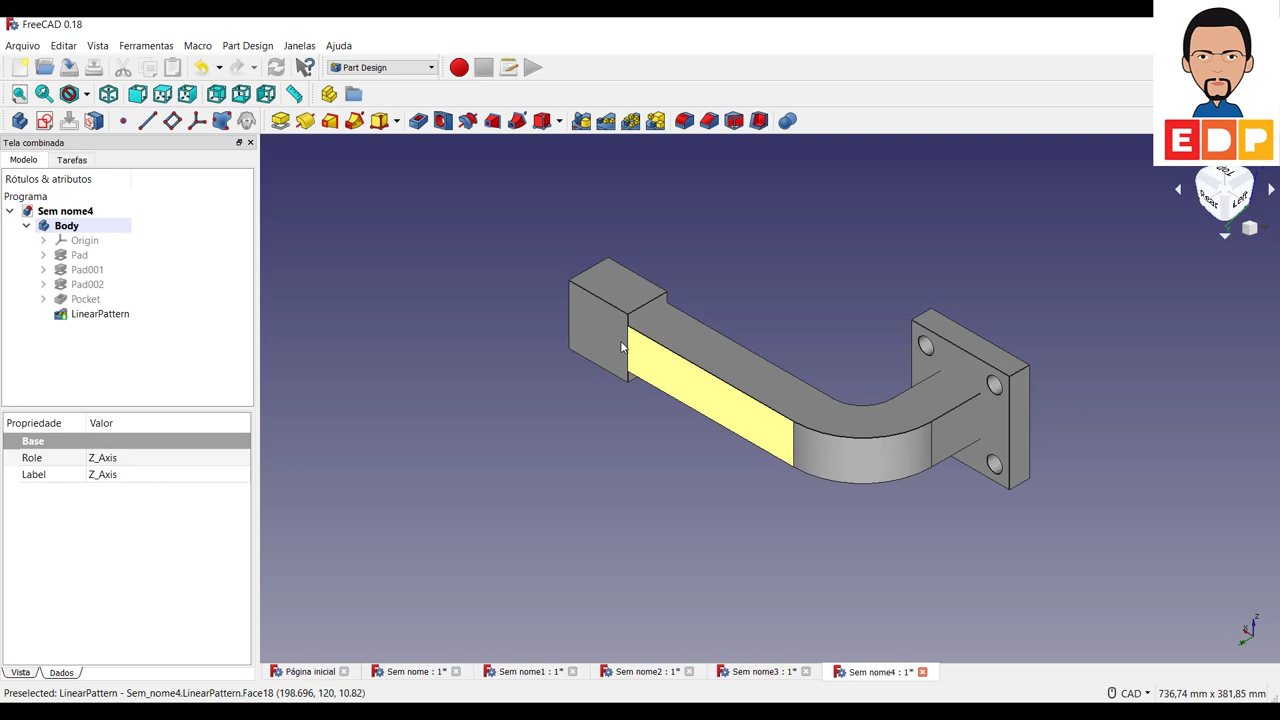 FreeCAD 0.18
Arquivo Editar Vista Ferramentas Macro Part Design Janelas Ajuda
Part Design
EDP
Tela combinada
Modelo Tarefas
Rótulos & atributos
Programa
Sem nome4
Body
Origin
Pad
Pad001
Pad002
Pocket
LinearPattern
Top
Rear Left
Propriedade Valor
Base
Role Z_Axis
Label Z_Axis
Z
X
Y
Vista Dados
Página inicial Sem nome : 1* Sem nome1 : 1* Sem nome2 : 1* Sem nome3 : 1* Sem nome4 : 1*
Preselected: LinearPattern - Sem_nome4.LinearPattern.Face18 (198.696, 120, 10.82) CAD 736,74 mm x 381,85 mm